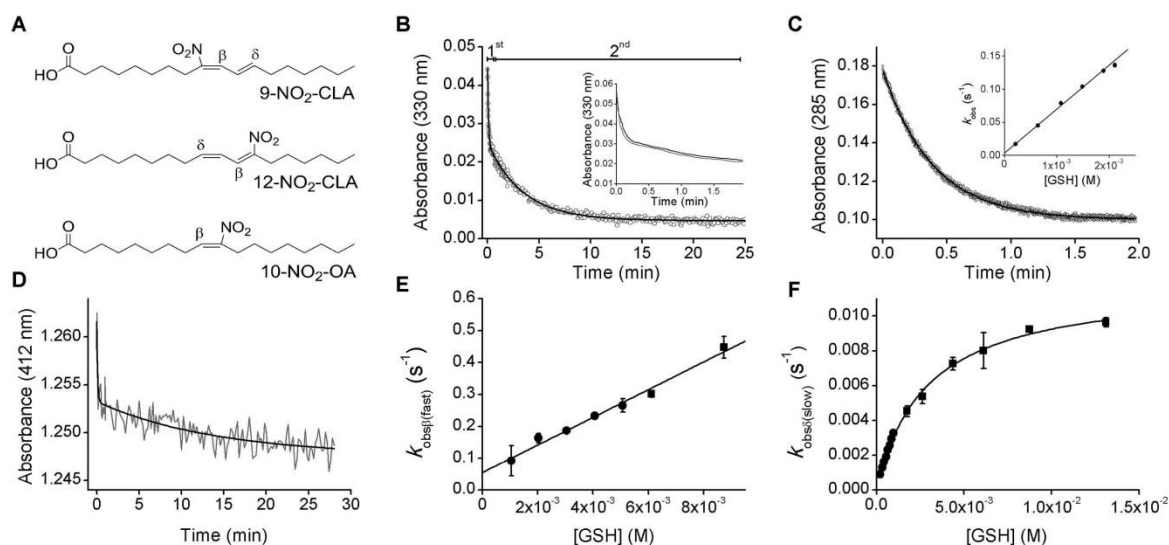 A
O
HO
O₂N
β
δ
9-NO₂-CLA
O
HO
δ
NO₂
β
12-NO₂-CLA
O
HO
β
NO₂
10-NO₂-OA
B
Absorbance (330 nm)
0.05
0.04
0.03
0.02
0.01
0.00
1st
2nd
Absorbance (330 nm)
0.06
0.05
0.04
0.03
0.02
0.01
0.0 0.5 1.0 1.5
Time (min)
0 5 10 15 20 25
Time (min)
C
Absorbance (285 nm)
0.18
0.16
0.14
0.12
0.10
kobs (s⁻¹)
0.15
0.10
0.05
0.00
0 1x10⁻³ 2x10⁻³
[GSH] (M)
0.0 0.5 1.0 1.5 2.0
Time (min)
D
Absorbance (412 nm)
1.260
1.255
1.250
1.245
0 5 10 15 20 25 30
Time (min)
E
kobsβ(fast) (s⁻¹)
0.6
0.5
0.4
0.3
0.2
0.1
0.0
0 2x10⁻³ 4x10⁻³ 6x10⁻³ 8x10⁻³
[GSH] (M)
F
kobsδ(slow) (s⁻¹)
0.010
0.008
0.006
0.004
0.002
0.000
0.0 5.0x10⁻³ 1.0x10⁻² 1.5x10⁻²
[GSH] (M)